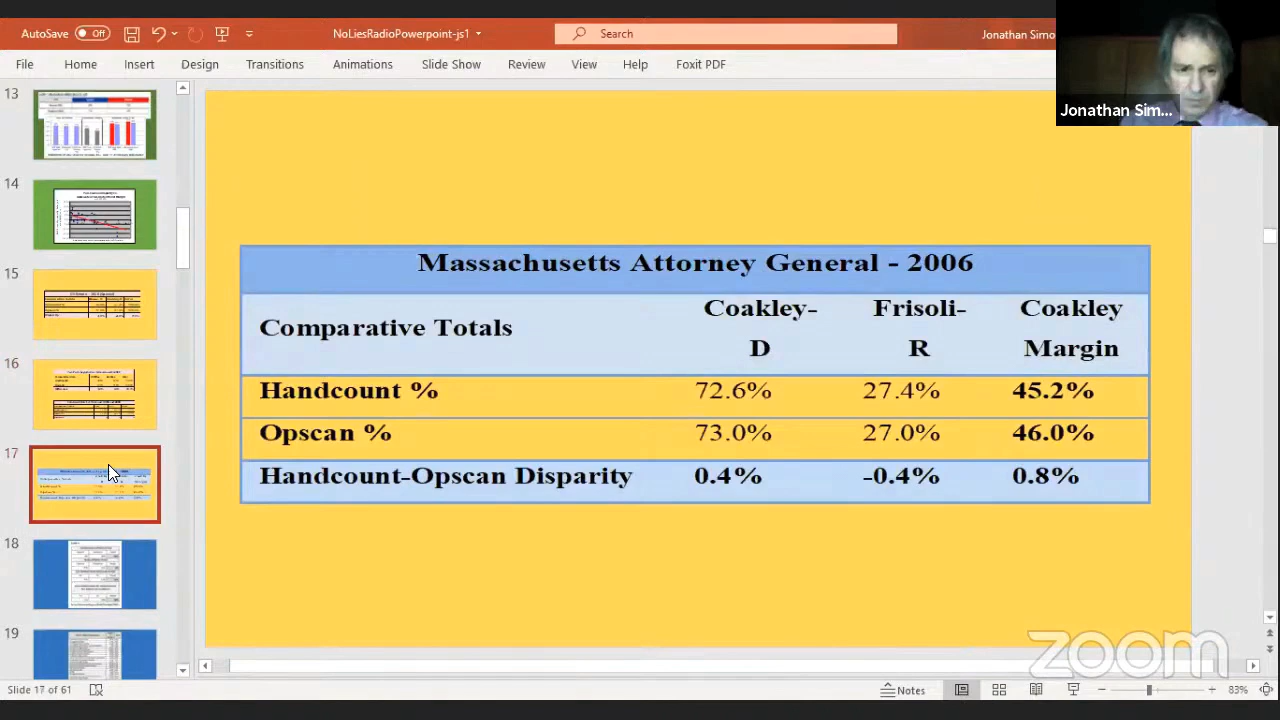 AutoSave Off NoLiesRadioPowerpoint-js1 Search Jonathan Simo
File Home Insert Design Transitions Animations Slide Show Review View Help Foxit PDF
Jonathan Sim...
13
14
15
16
17
18
19
Massachusetts Attorney General - 2006
Comparative Totals Coakley-D Frisoli-R Coakley Margin
Handcount % 72.6% 27.4% 45.2%
Opscan % 73.0% 27.0% 46.0%
Handcount-Opscan Disparity 0.4% -0.4% 0.8%
zoom
Slide 17 of 61 Notes 83%